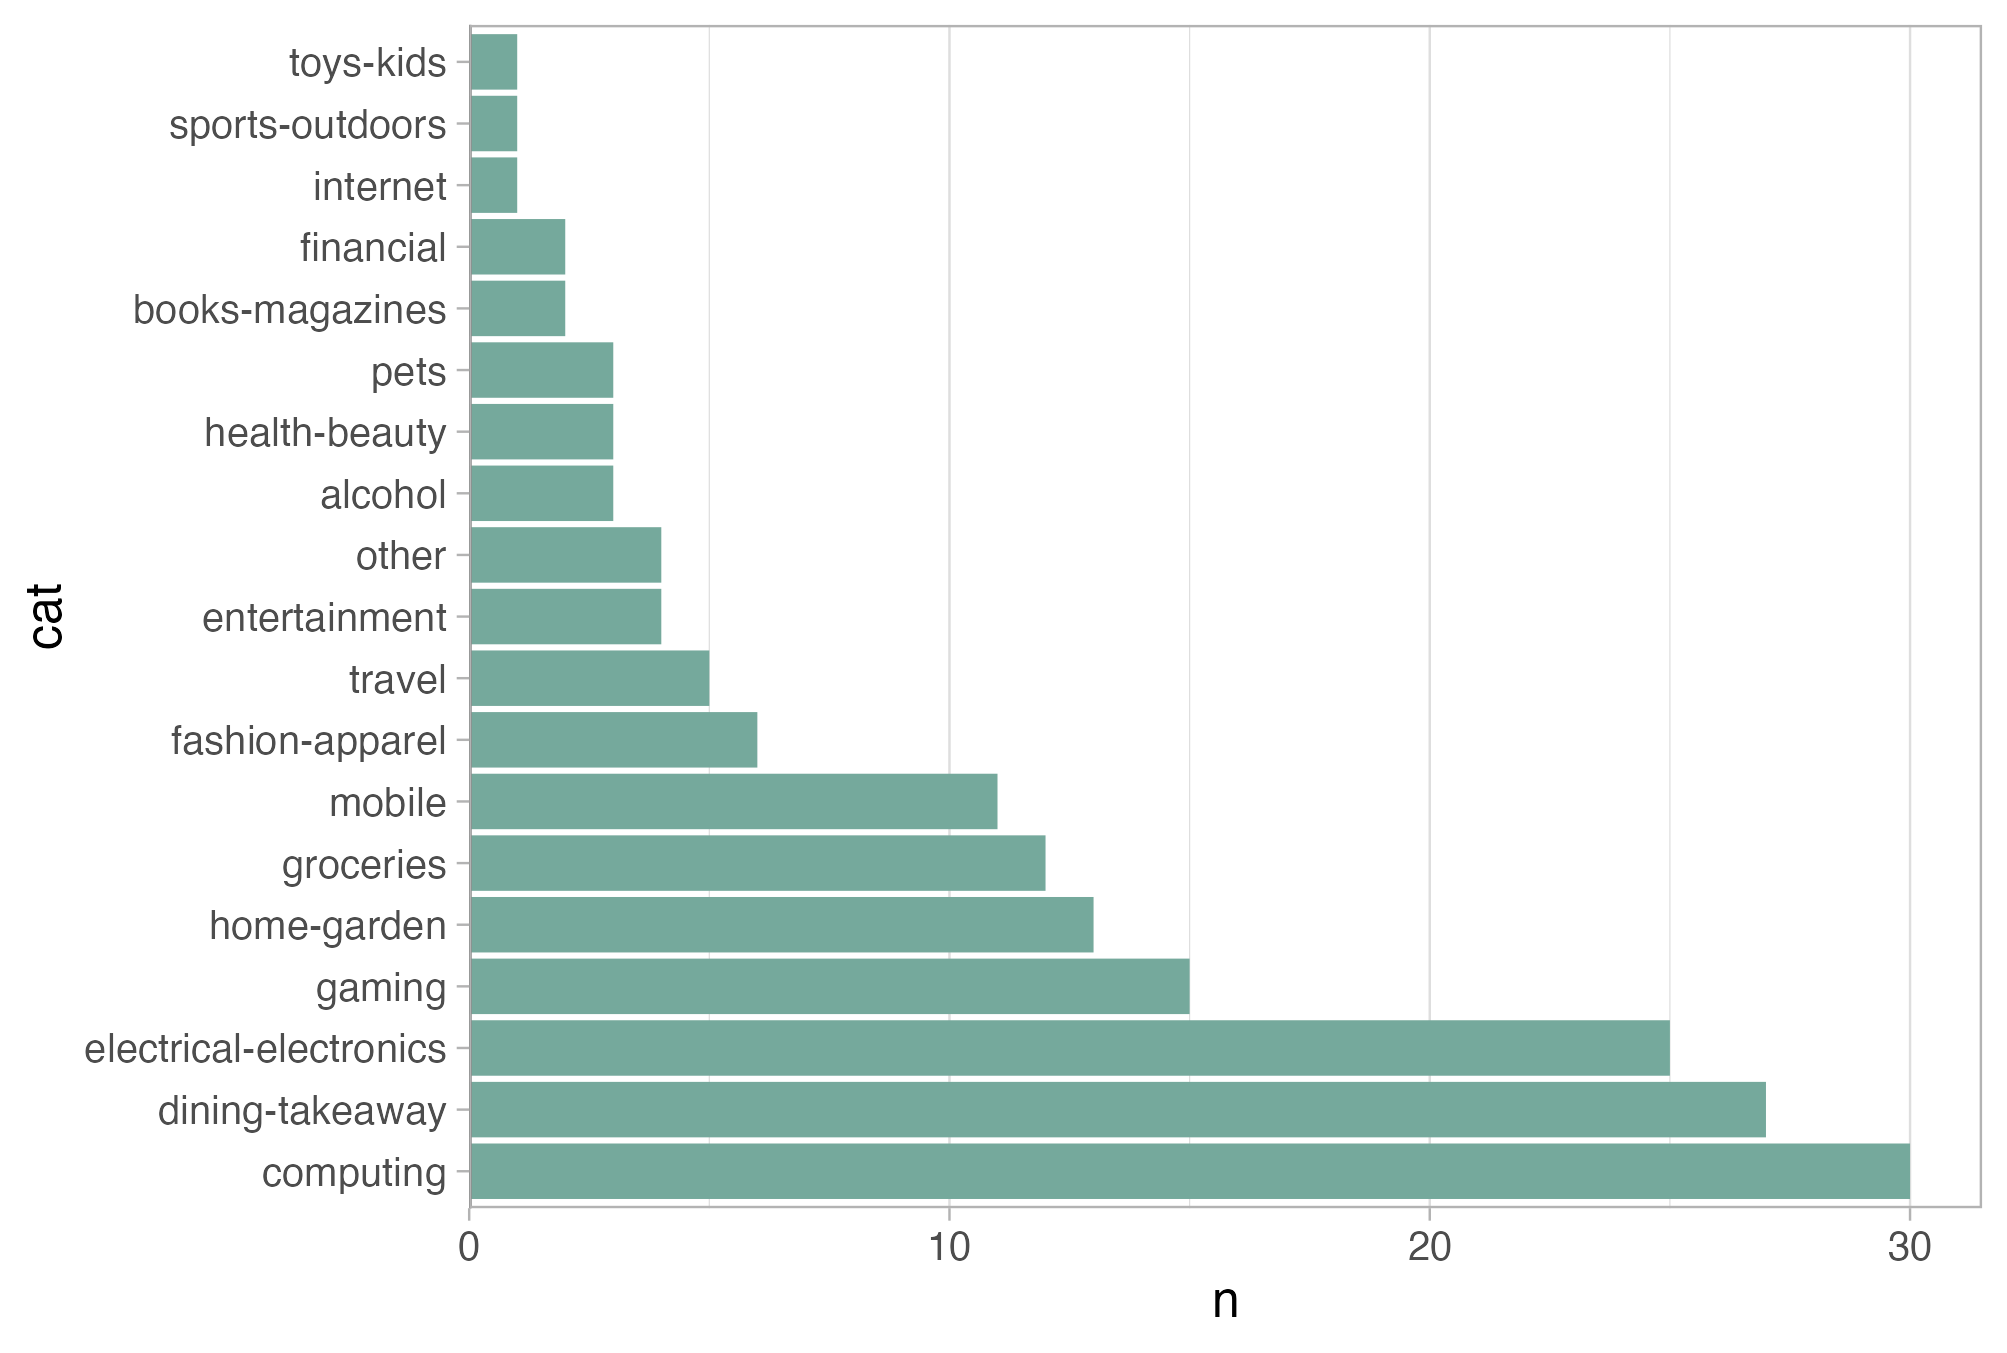 toys-kids
sports-outdoors
internet
financial
books-magazines
pets
health-beauty
alcohol
other
entertainment
travel
fashion-apparel
mobile
groceries
home-garden
gaming
electrical-electronics
dining-takeaway
computing
cat
0 10 20 30
n